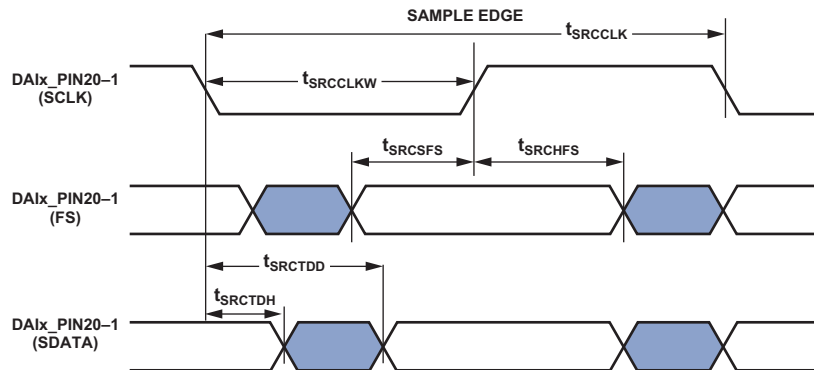 SAMPLE EDGE
tSRCCLK
DAIx_PIN20–1
(SCLK)
tSRCCLKW
tSRCSFS
tSRCHFS
DAIx_PIN20–1
(FS)
tSRCTDD
tSRCTDH
DAIx_PIN20–1
(SDATA)